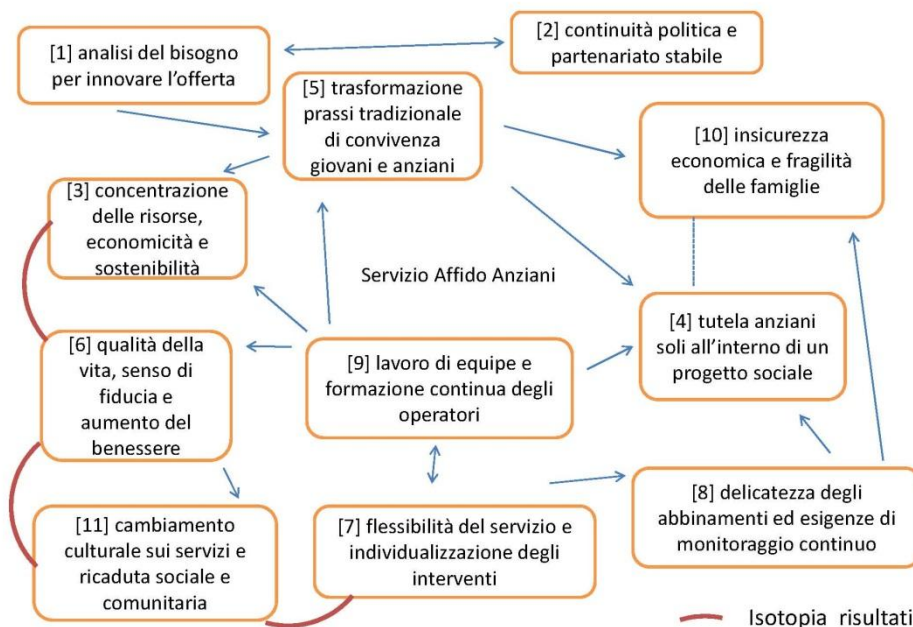 [1] analisi del bisogno
per innovare l'offerta
[2] continuità politica e
partenariato stabile
[5] trasformazione
prassi tradizionale
di convivenza
giovani e anziani
[10] insicurezza
economica e fragilità
delle famiglie
[3] concentrazione
delle risorse,
economicità e
sostenibilità
Servizio Affido Anziani
[4] tutela anziani
soli all'interno di un
progetto sociale
[6] qualità della
vita, senso di
fiducia e
aumento del
benessere
[9] lavoro di equipe e
formazione continua degli
operatori
[8] delicatezza degli
abbinamenti ed esigenze di
monitoraggio continuo
[11] cambiamento
culturale sui servizi e
ricaduta sociale e
comunitaria
[7] flessibilità del servizio e
individualizzazione degli
interventi
Isotopia risultati